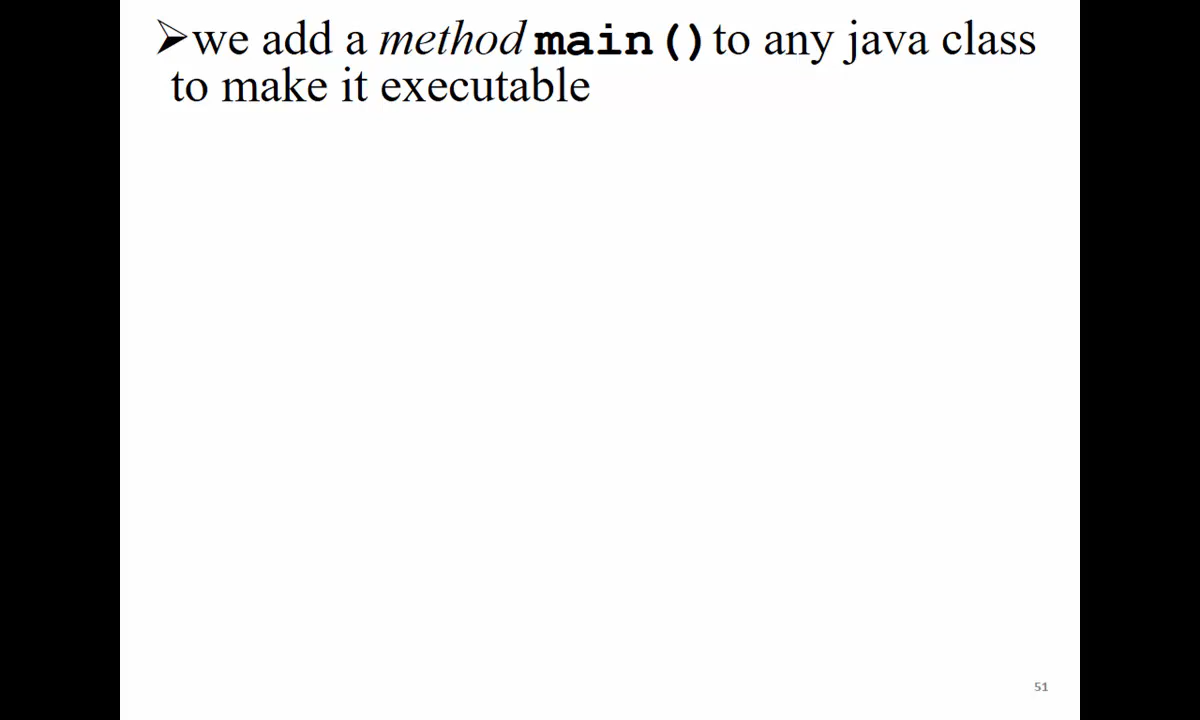 ➢we add a method main() to any java class
to make it executable
51